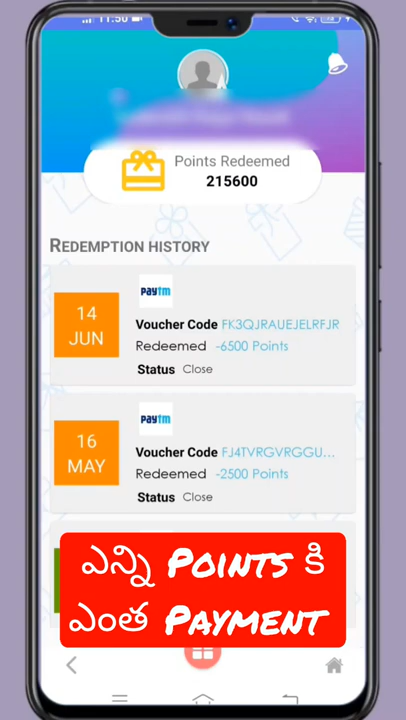 11:50
Points Redeemed
215600
REDEMPTION HISTORY
14
JUN
Paytm
Voucher Code FK3QJRAUEJELRFJR
Redeemed -6500 Points
Status Close
16
MAY
Paytm
Voucher Code FJ4TVRGVRGGU...
Redeemed -2500 Points
Status Close
ఎన్ని POINTS కి
ఎంత PAYMENT